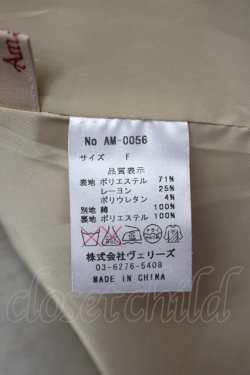 Am
No AM-0056
サイズ F
品質表示
表地 ポリエステル 71%
レーヨン 25%
ポリウレタン 4%
別地 綿 100%
裏地 ポリエステル 100%
株式会社ヴェリーズ
03-6276-5408
MADE IN CHINA
closet child